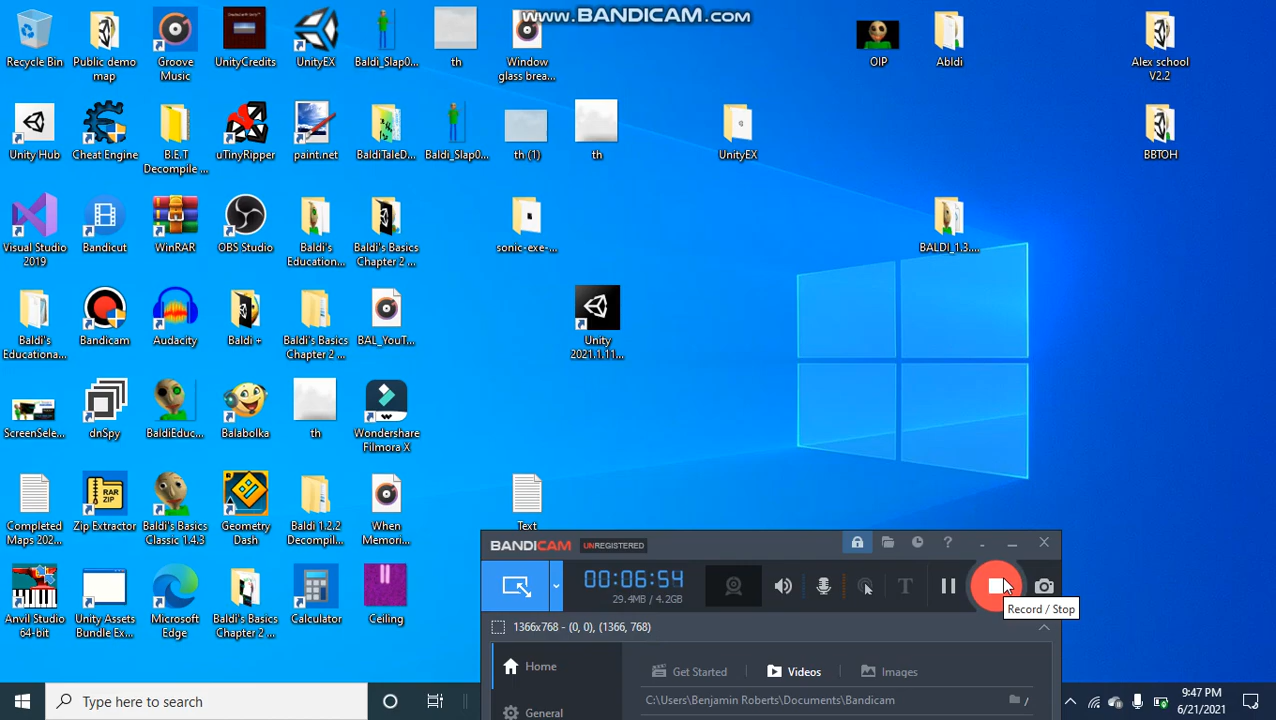 www.BANDICAM.com
Recycle Bin
Public demo
map
Groove
Music
UnityCredits
UnityEX
Baldi_Slap0...
th
Window
glass brea...
OIP
Abldi
Alex school
V2.2
Unity Hub
Cheat Engine
B.E.T
Decompile ...
uTinyRipper
paint.net
BaldiTaleD...
Baldi_Slap0...
th (1)
th
UnityEX
BBTOH
Visual Studio
2019
Bandicut
WinRAR
OBS Studio
Baldi's
Education...
Baldi's Basics
Chapter 2 ...
sonic-exe-...
BALDI_1.3....
Baldi's
Educationa...
Bandicam
Audacity
Baldi +
Baldi's Basics
Chapter 2 ...
BAL_YouT...
Unity
2021.1.11...
ScreenSele...
dnSpy
BaldiEduc...
Balabolka
th
Wondershare
Filmora X
Completed
Maps 202...
Zip Extractor
Baldi's Basics
Classic 1.4.3
Geometry
Dash
Baldi 1.2.2
Decompil...
When
Memori...
Text
Anvil Studio
64-bit
Unity Assets
Bundle Ex...
Microsoft
Edge
Baldi's Basics
Chapter 2 ...
Calculator
Ceiling
BANDICAM UNREGISTERED
00:06:54
29.4MB / 4.2GB
Record / Stop
1366x768 - (0, 0), (1366, 768)
Home
Get Started
Videos
Images
C:\Users\Benjamin Roberts\Documents\Bandicam
General
Type here to search
9:47 PM
6/21/2021